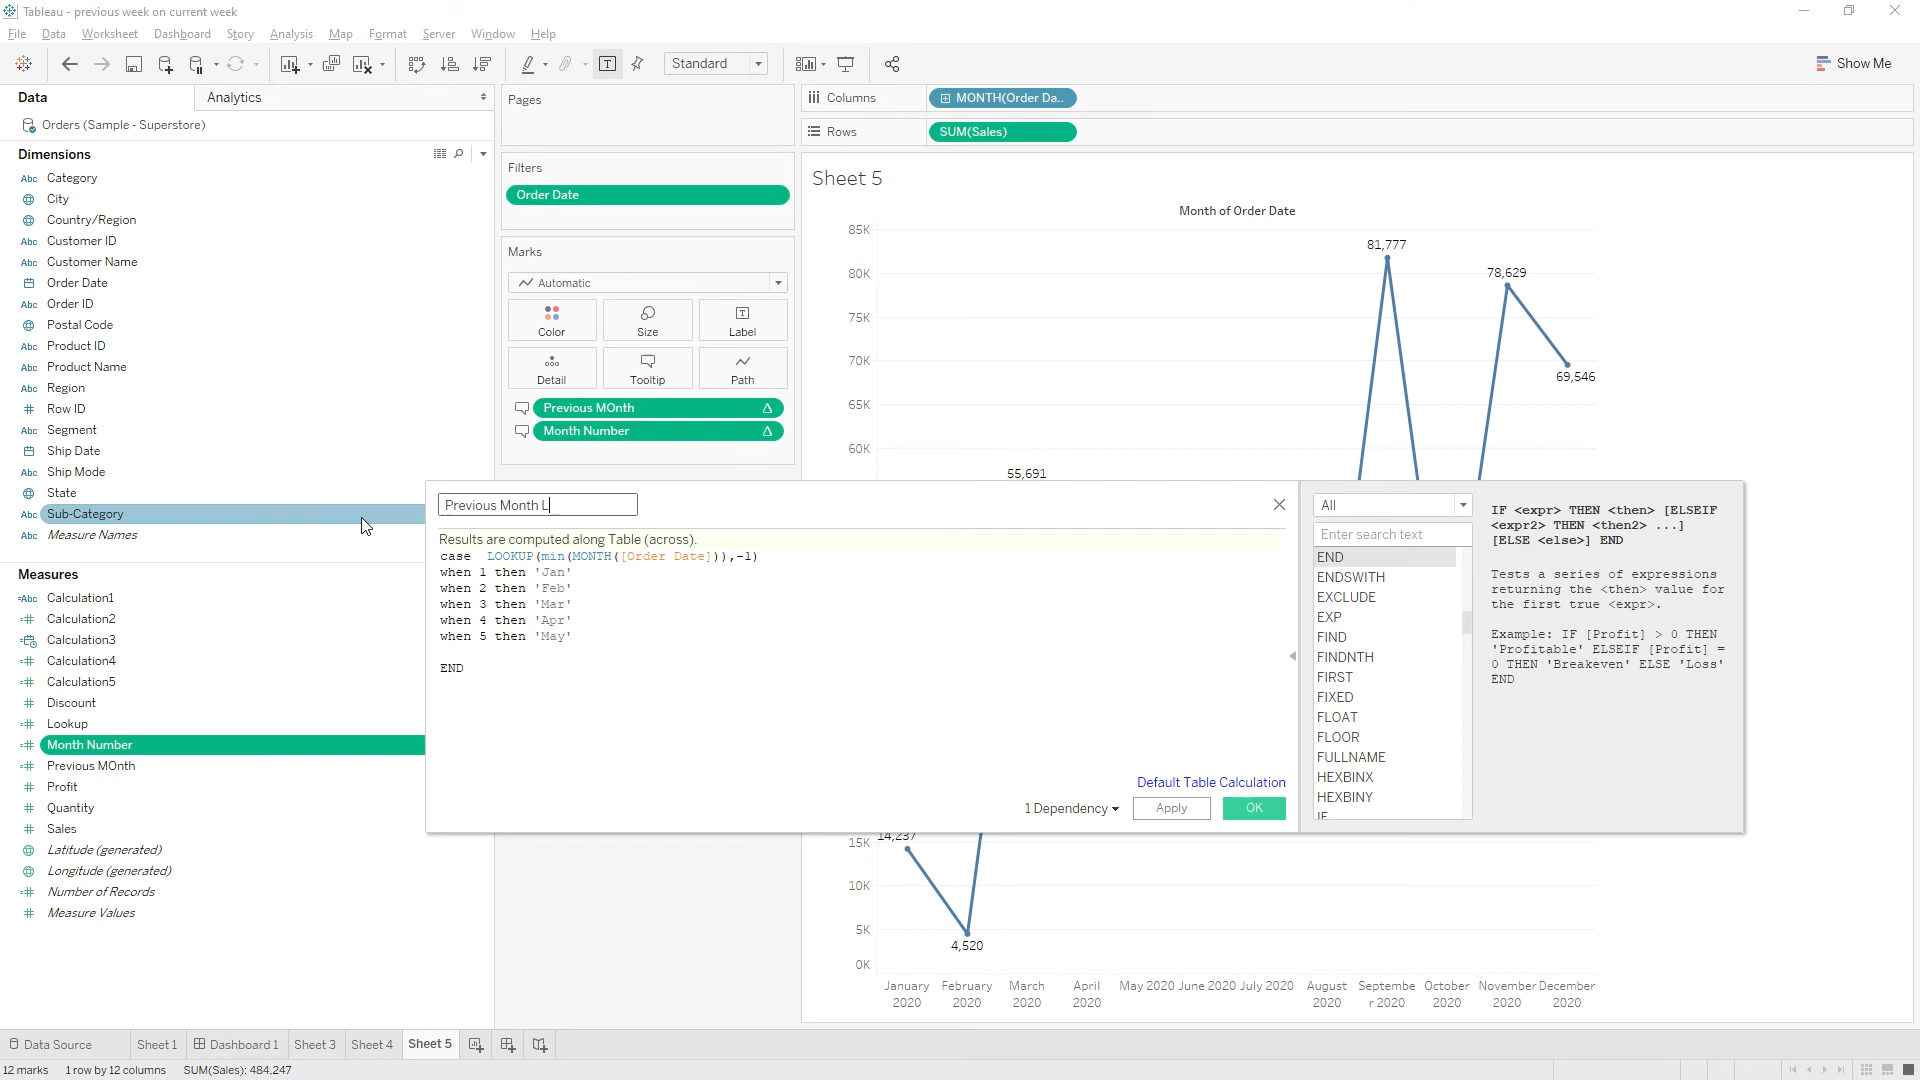 Tableau - previous week on current week
File Data Worksheet Dashboard Story Analysis Map Format Server Window Help
Standard
Show Me
Data
Analytics
Orders (Sample - Superstore)
Dimensions
Abc Category
City
Country/Region
Abc Customer ID
Abc Customer Name
Order Date
Abc Order ID
Postal Code
Abc Product ID
Abc Product Name
Abc Region
# Row ID
Abc Segment
Ship Date
Abc Ship Mode
State
Abc Sub-Category
Abc Measure Names
Measures
=Abc Calculation1
=# Calculation2
Calculation3
=# Calculation4
=# Calculation5
# Discount
=# Lookup
=# Month Number
=# Previous MOnth
# Profit
# Quantity
# Sales
Latitude (generated)
Longitude (generated)
=# Number of Records
# Measure Values
Pages
Filters
Order Date
Marks
Automatic
Color
Size
Label
Detail
Tooltip
Path
Previous MOnth
Month Number
Columns
MONTH(Order Da..
Rows
SUM(Sales)
Sheet 5
Month of Order Date
85K
80K
75K
70K
65K
60K
81,777
78,629
69,546
55,691
Previous Month L
Results are computed along Table (across).
case LOOKUP(min(MONTH([Order Date])),-1)
when 1 then 'Jan'
when 2 then 'Feb'
when 3 then 'Mar'
when 4 then 'Apr'
when 5 then 'May'
END
Default Table Calculation
1 Dependency
Apply
OK
All
Enter search text
END
ENDSWITH
EXCLUDE
EXP
FIND
FINDNTH
FIRST
FIXED
FLOAT
FLOOR
FULLNAME
HEXBINX
HEXBINY
IF
IF <expr> THEN <then> [ELSEIF
<expr2> THEN <then2> ...]
[ELSE <else>] END
Tests a series of expressions
returning the <then> value for
the first true <expr>.
Example: IF [Profit] > 0 THEN
'Profitable' ELSEIF [Profit] =
0 THEN 'Breakeven' ELSE 'Loss'
END
14,237
15K
10K
5K
4,520
0K
January 2020
February 2020
March 2020
April 2020
May 2020
June 2020
July 2020
August 2020
Septembe r 2020
October 2020
November 2020
December 2020
Data Source
Sheet 1
Dashboard 1
Sheet 3
Sheet 4
Sheet 5
12 marks
1 row by 12 columns
SUM(Sales): 484,247